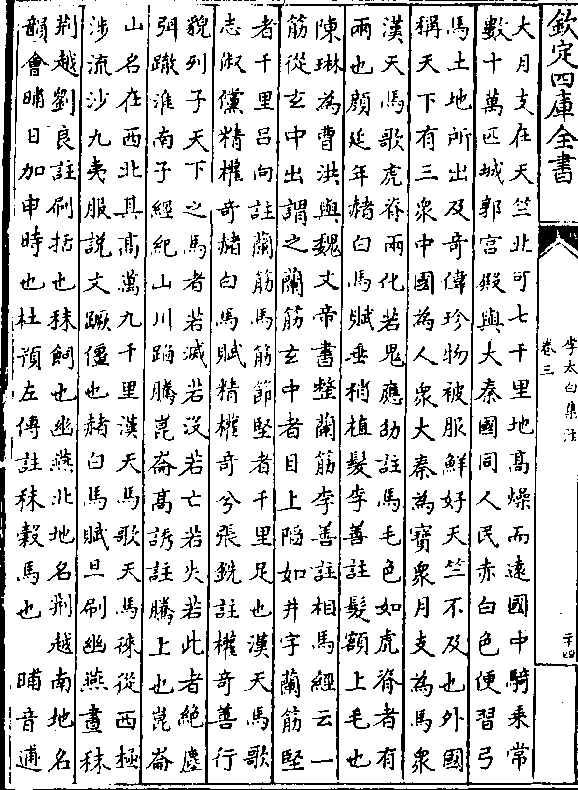 欽定四庫全書
李太白集注
卷三
二十四
大月支在天竺北可七千里地髙燥而逺國中騎乘常
數十萬匹城郭宮殿與大秦國同人民赤白色便習弓
馬土地所出及竒偉珍物被服鮮好天竺不及也外國
稱天下有三衆中國為人衆大秦為寳衆月支為馬衆
漢天馬歌虎脊兩化若鬼應劭註馬毛色如虎脊者有
兩也顔延年赭白馬賦垂梢植髮李善註髮額上毛也
陳琳為曹洪與魏文帝書整蘭筋李善註相馬經云一
筋從玄中出謂之蘭筋玄中者目上陷如井字蘭筋堅
者千里吕向註蘭筋馬筋節堅者千里足也漢天馬歌
志俶儻精權竒赭白馬賦精權竒兮張銑註權竒善行
貌列子天下之馬者若滅若沒若亡若失若此者絶塵
弭轍淮南子經紀山川蹈騰崑崙髙誘註騰上也崑崙
山名在西北其髙萬九千里漢天馬歌天馬徠從西極
涉流沙九夷服説文蹶僵也赭白馬賦旦刷幽燕晝秣
荆越劉良註刷括也秣飼也幽燕北地名荆越南地名
韻會晡日加申時也杜預左傳註秣榖馬也　晡音逋